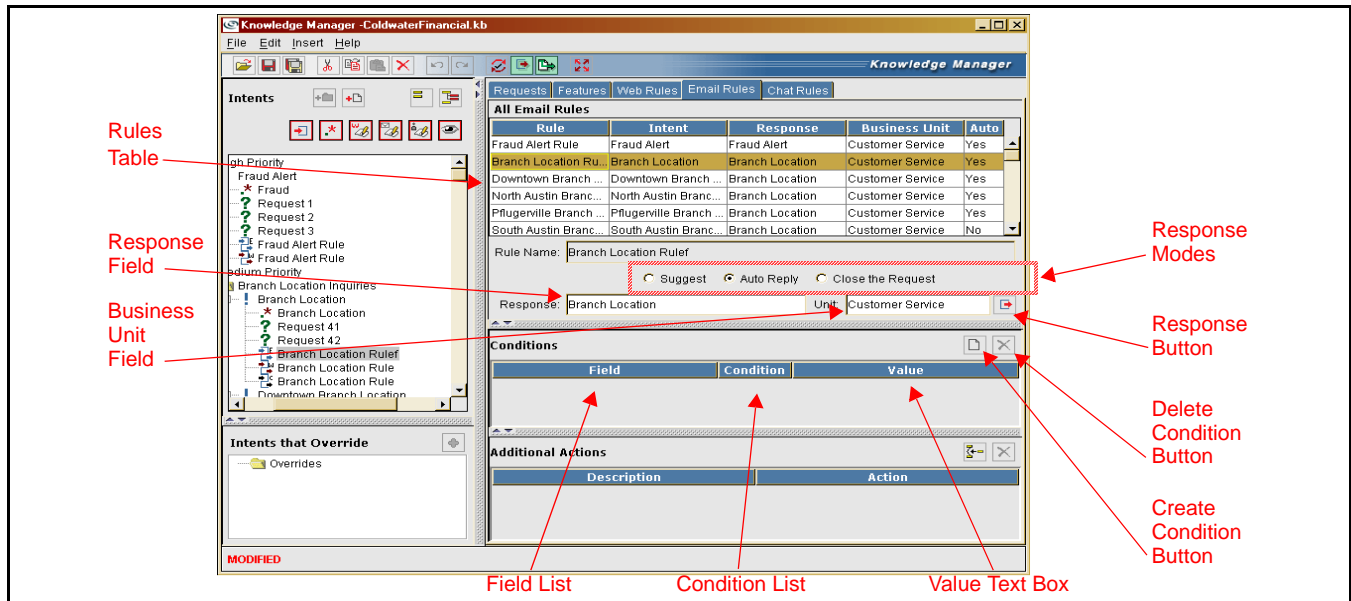 Knowledge Manager -ColdwaterFinancial.kb
File Edit Insert Help
Knowledge Manager
Intents
Requests Features Web Rules Email Rules Chat Rules
All Email Rules
Rule Intent Response Business Unit Auto
Fraud Alert Rule Fraud Alert Fraud Alert Customer Service Yes
Branch Location Ru... Branch Location Branch Location Customer Service Yes
Downtown Branch ... Downtown Branch ... Branch Location Customer Service Yes
North Austin Branc... North Austin Branc... Branch Location Customer Service Yes
Pflugerville Branch ... Pflugerville Branch ... Branch Location Customer Service Yes
South Austin Branc... South Austin Branc... Branch Location Customer Service No
Rule Name: Branch Location Rulef
Suggest Auto Reply Close the Request
Response: Branch Location Unit: Customer Service
Conditions
Field Condition Value
Additional Actions
Description Action
gh Priority
Fraud Alert
Fraud
Request 1
Request 2
Request 3
Fraud Alert Rule
Fraud Alert Rule
edium Priority
Branch Location Inquiries
Branch Location
Branch Location
Request 41
Request 42
Branch Location Rulef
Branch Location Rule
Branch Location Rule
Downtown Branch Location
Intents that Override
Overrides
MODIFIED
Rules
Table
Response
Field
Business
Unit
Field
Response
Modes
Response
Button
Delete
Condition
Button
Create
Condition
Button
Field List
Condition List
Value Text Box